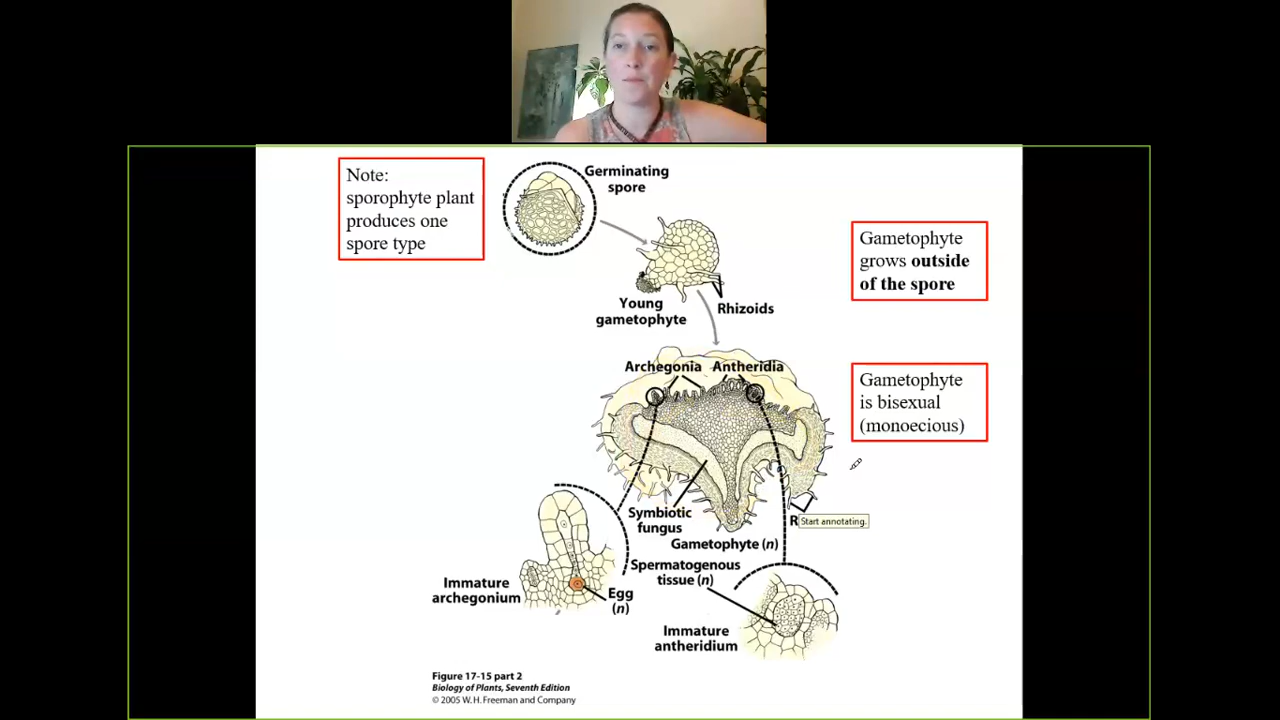 Note:
sporophyte plant
produces one
spore type
Germinating
spore
Gametophyte
grows outside
of the spore
Young
gametophyte
Rhizoids
Archegonia
Antheridia
Gametophyte
is bisexual
(monoecious)
Symbiotic
fungus
R
Start annotating.
Gametophyte (n)
Spermatogenous
tissue (n)
Immature
archegonium
Egg
(n)
Immature
antheridium
Figure 17-15 part 2
Biology of Plants, Seventh Edition
© 2005 W. H. Freeman and Company